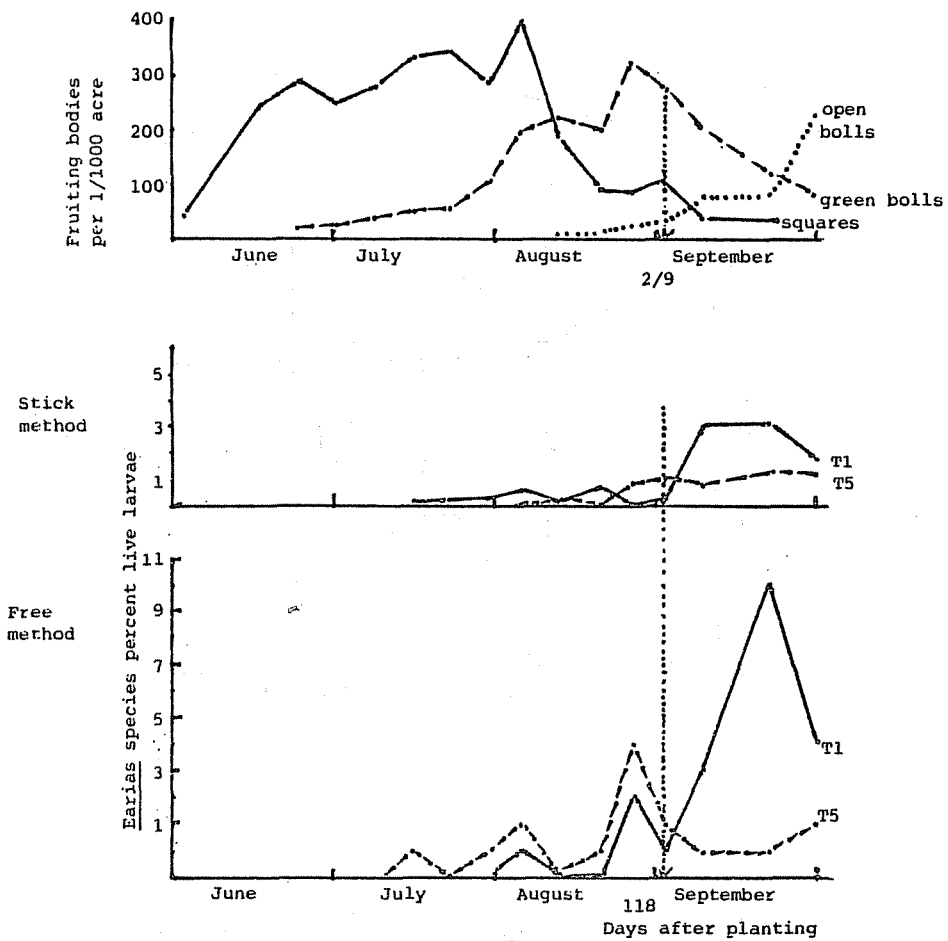 400
300
200
100
Fruiting bodies
per 1/1000 acre
open
bolls
green bolls
squares
June July August September
2/9
Stick
method
5
3
1
T1
T5
Earias species percent live larvae
Free
method
11
9
7
5
3
1
T1
T5
June July August September
118
Days after planting